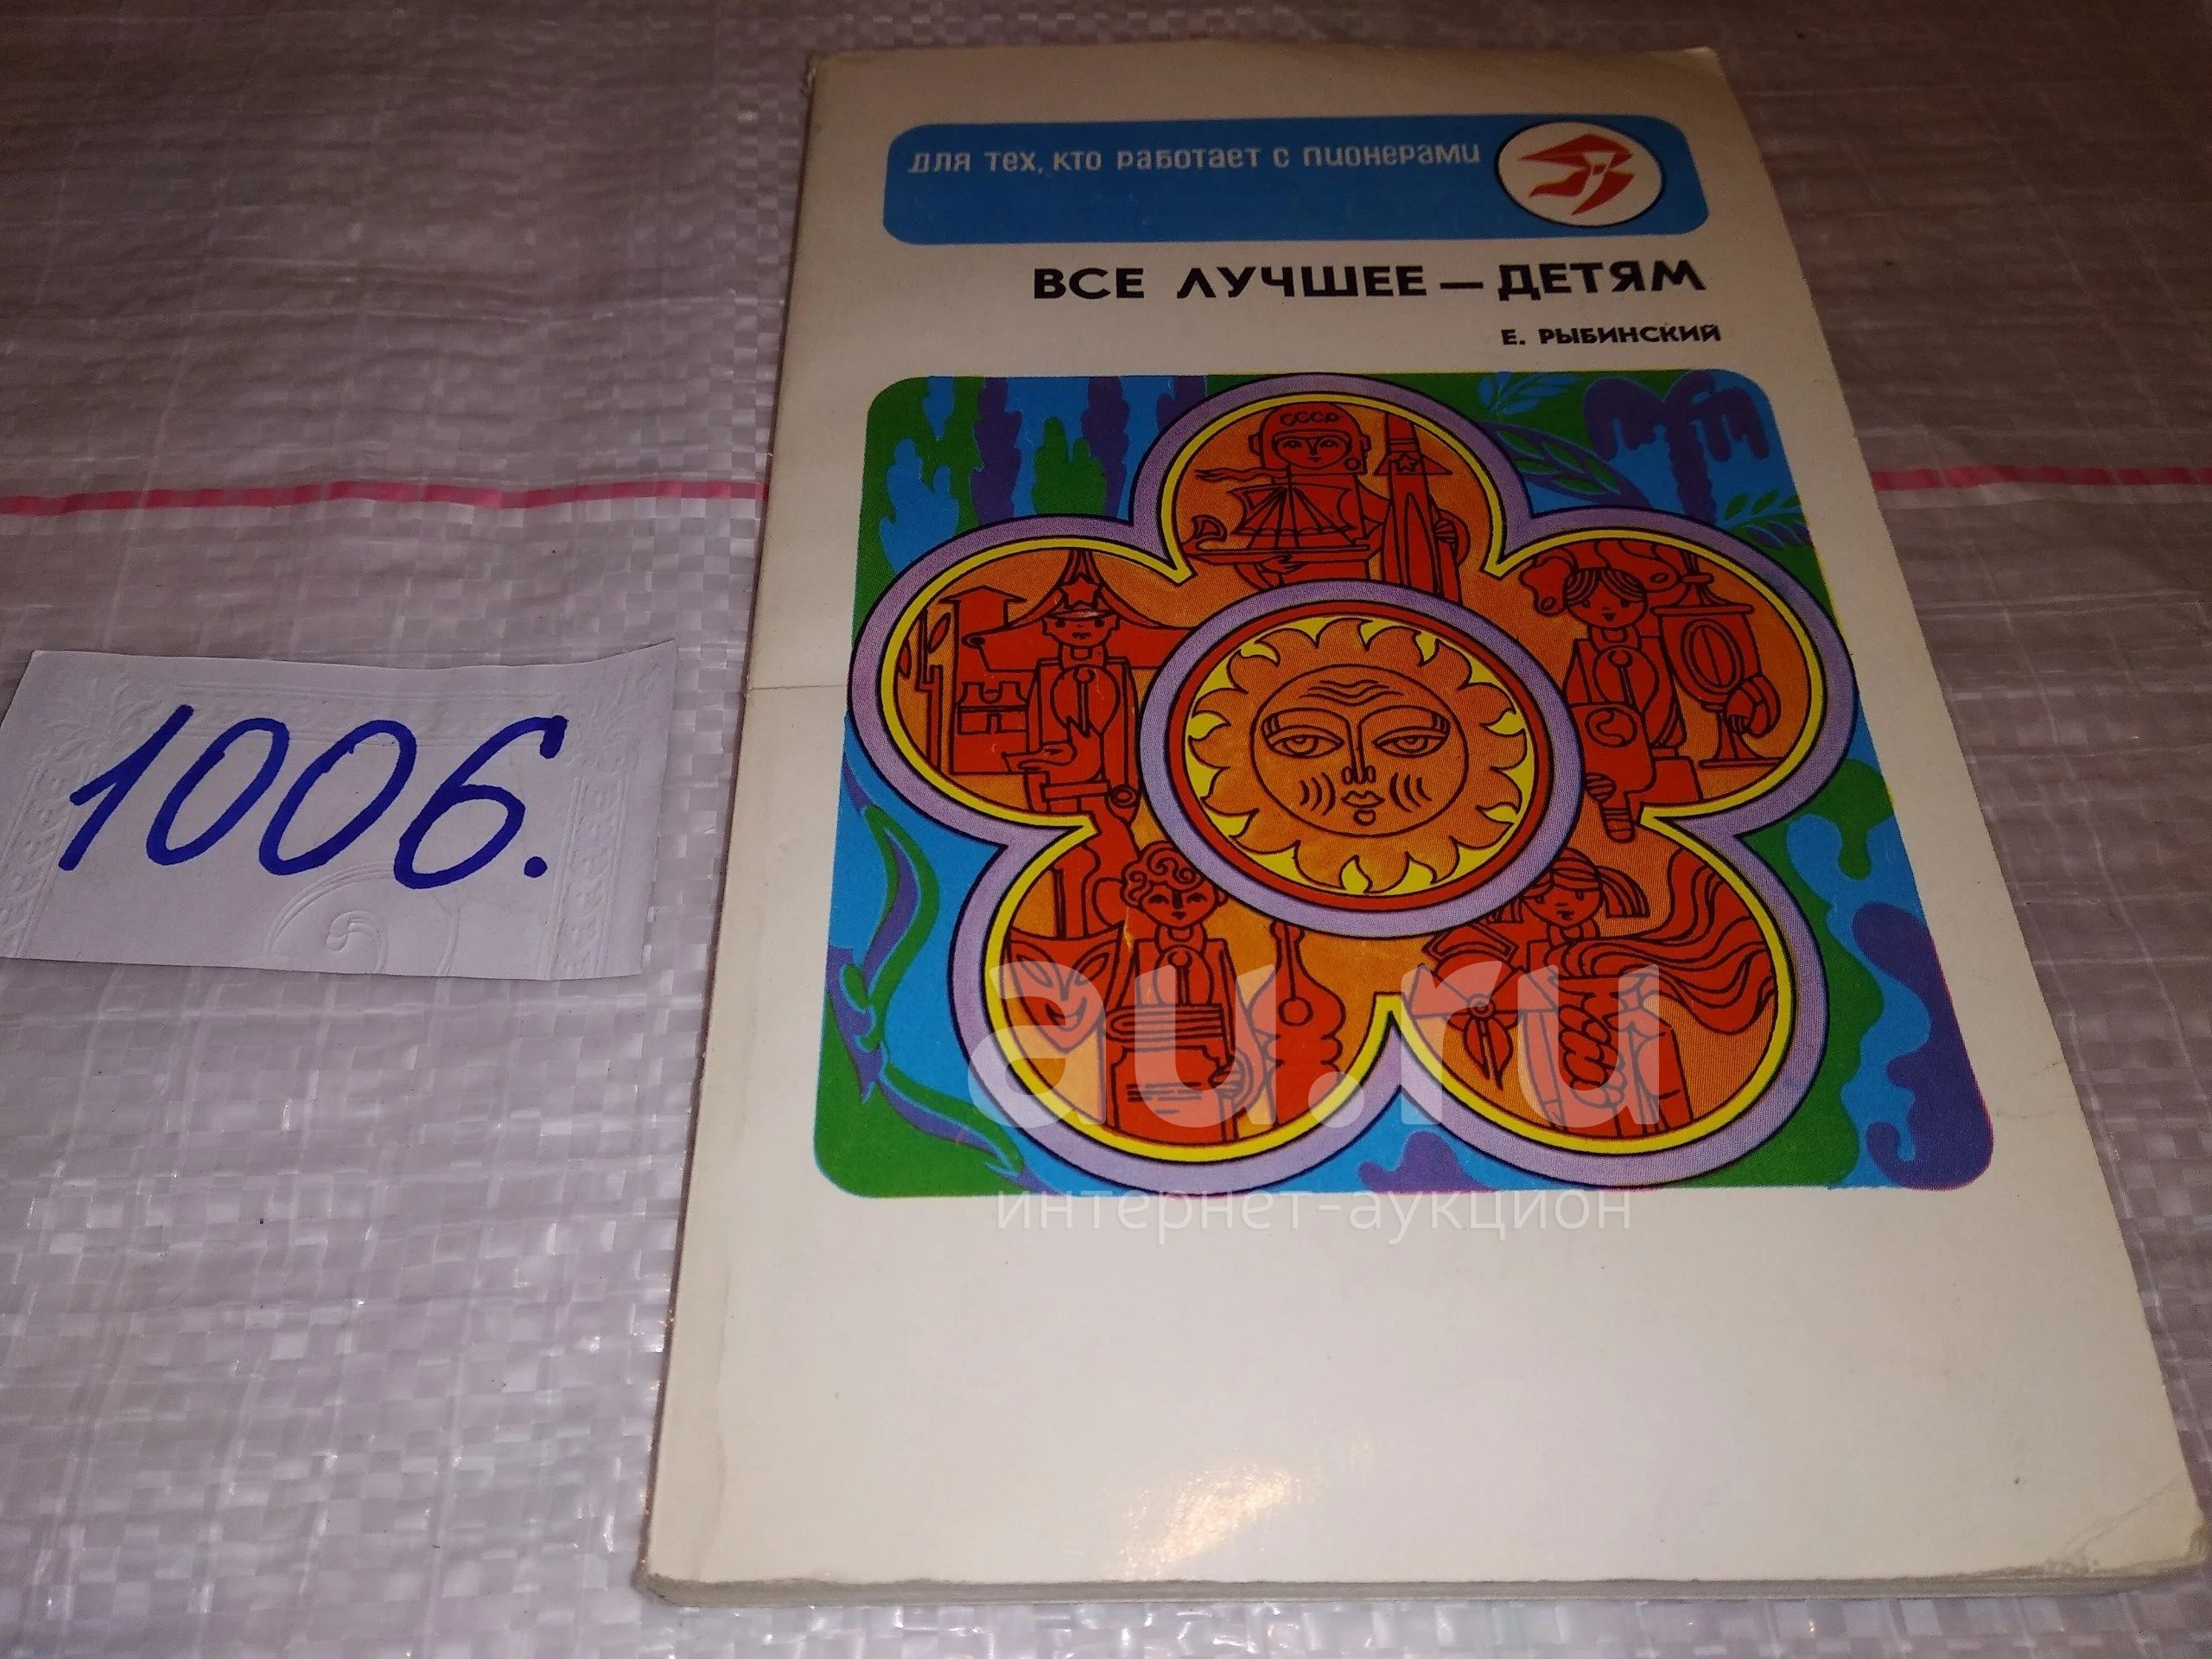 для тех, кто работает с пионерами
ВСЕ ЛУЧШЕЕ — ДЕТЯМ
Е. РЫБИНСКИЙ
СССР
1006.
au.ru
интернет-аукцион